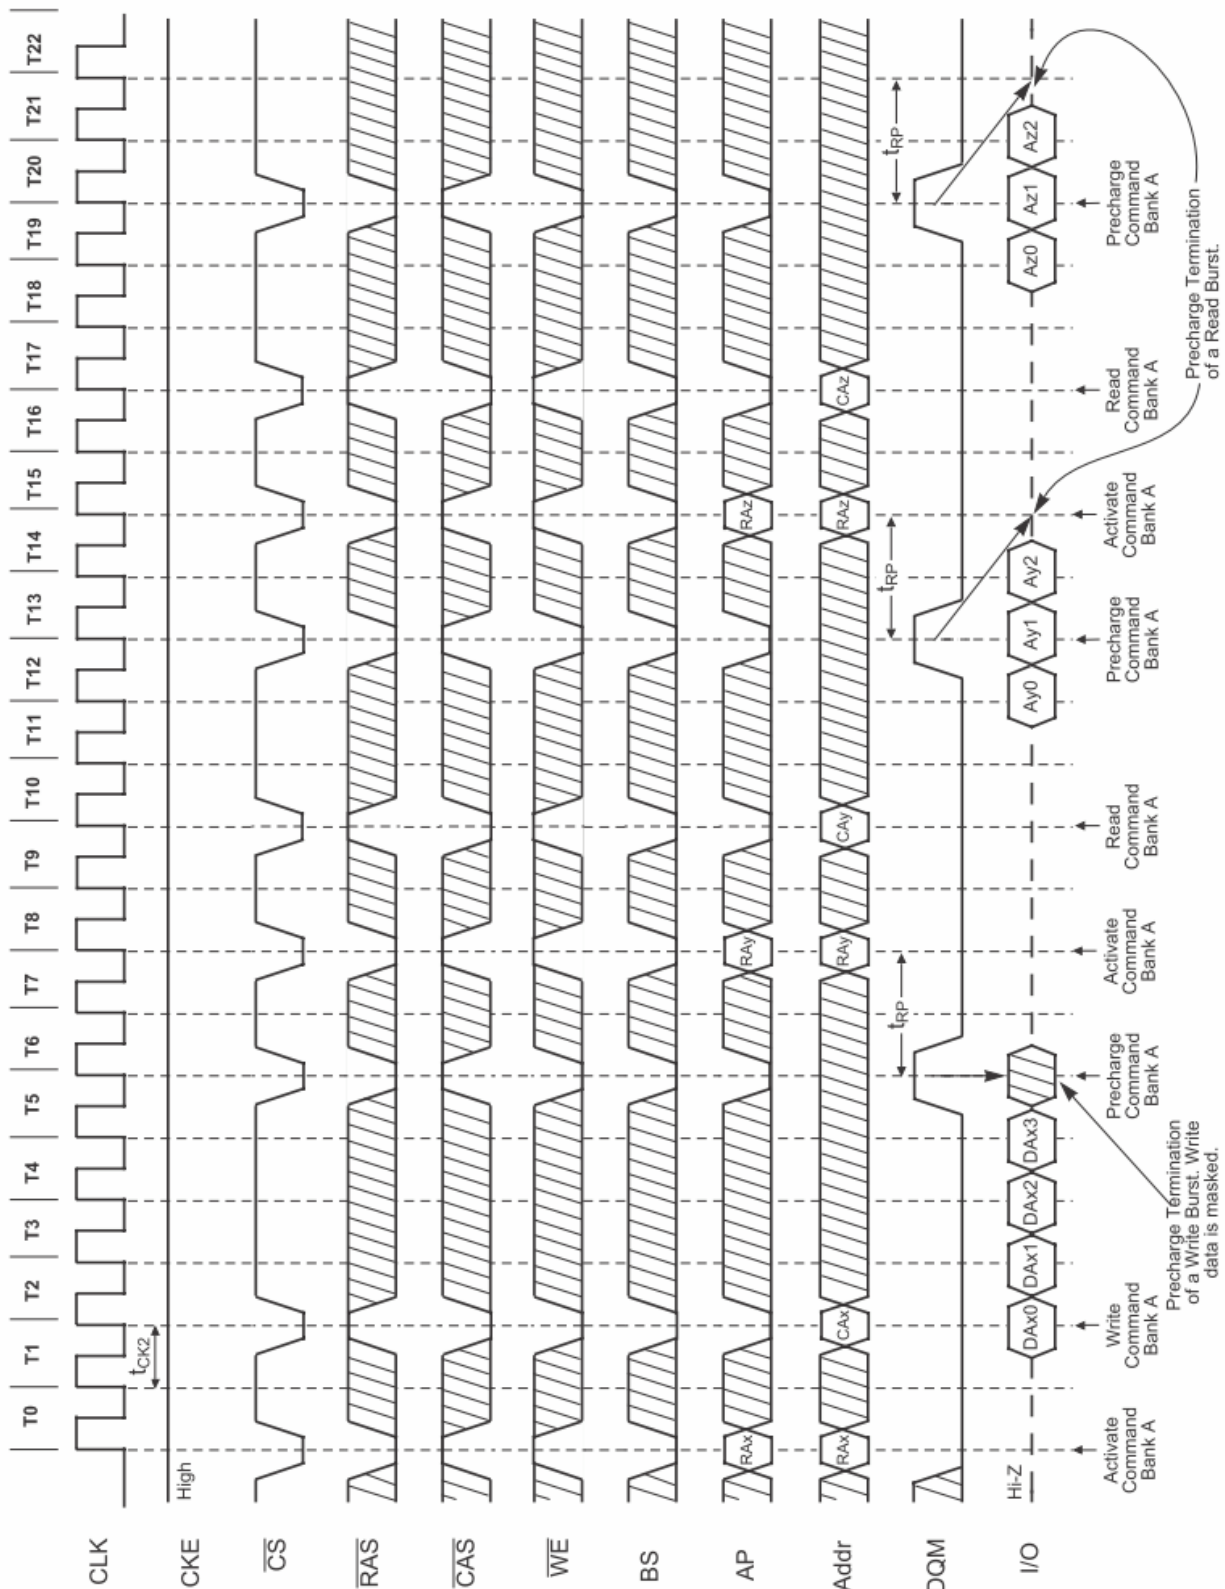 T0 T1 T2 T3 T4 T5 T6 T7 T8 T9 T10 T11 T12 T13 T14 T15 T16 T17 T18 T19 T20 T21 T22
CLK
tCK2
CKE
High
CS
RAS
CAS
WE
BS
AP
RAx RAy RAz
Addr
RAx CAx RAy CAy RAz CAz
DQM
tRP tRP tRP
I/O
Hi-Z
DAx0 DAx1 DAx2 DAx3 Ay0 Ay1 Ay2 Az0 Az1 Az2
Activate
Command
Bank A
Write
Command
Bank A
Precharge
Command
Bank A
Activate
Command
Bank A
Read
Command
Bank A
Precharge
Command
Bank A
Activate
Command
Bank A
Read
Command
Bank A
Precharge
Command
Bank A
Precharge Termination
of a Write Burst. Write
data is masked.
Precharge Termination
of a Read Burst.